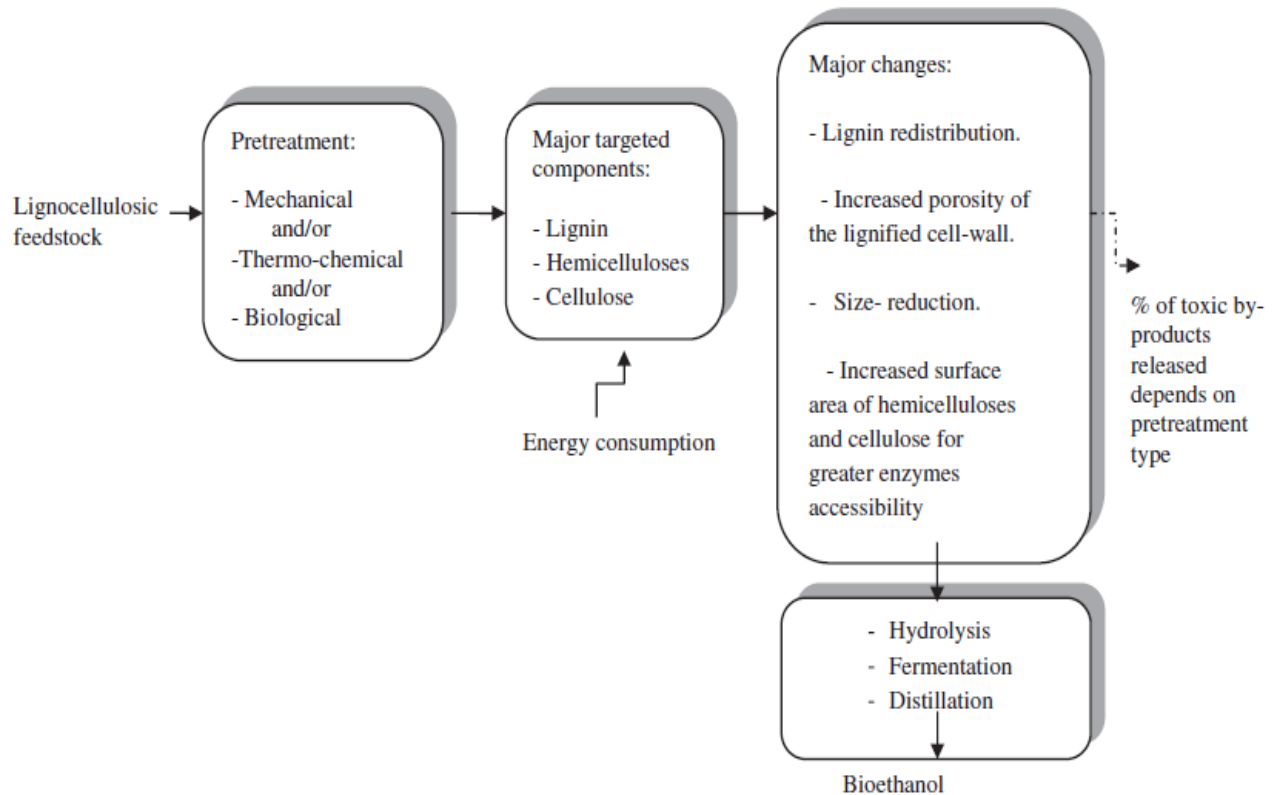 Lignocellulosic
feedstock
Pretreatment:
- Mechanical
and/or
-Thermo-chemical
and/or
- Biological
Major targeted
components:
- Lignin
- Hemicelluloses
- Cellulose
Energy consumption
Major changes:
- Lignin redistribution.
- Increased porosity of
the lignified cell-wall.
- Size- reduction.
- Increased surface
area of hemicelluloses
and cellulose for
greater enzymes
accessibility
% of toxic by-
products
released
depends on
pretreatment
type
- Hydrolysis
- Fermentation
- Distillation
Bioethanol